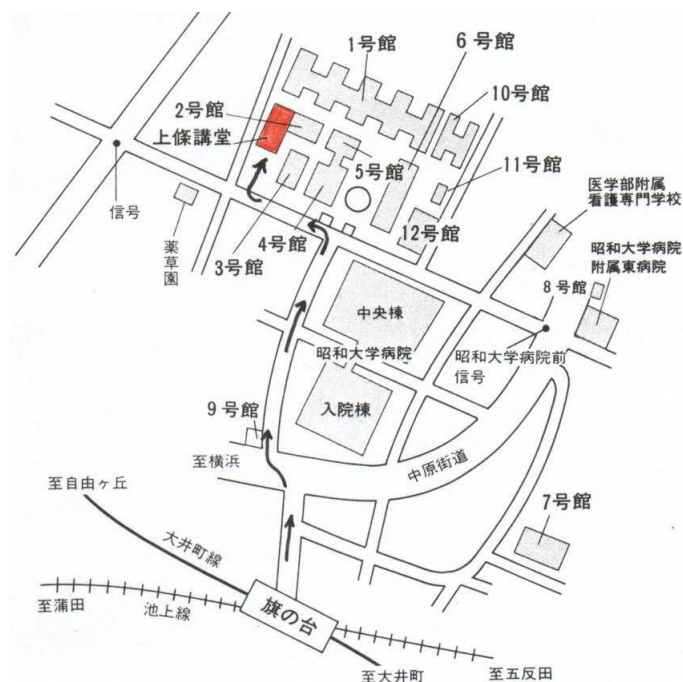 1号館
6号館
10号館
2号館
上條講堂
5号館
11号館
医学部附属
看護専門学校
信号
薬草園
3号館
4号館
12号館
昭和大学病院
附属東病院
8号館
中央棟
昭和大学病院
昭和大学病院前
信号
9号館
入院棟
至横浜
中原街道
至自由ヶ丘
大井町線
7号館
旗の台
至蒲田
池上線
至大井町
至五反田